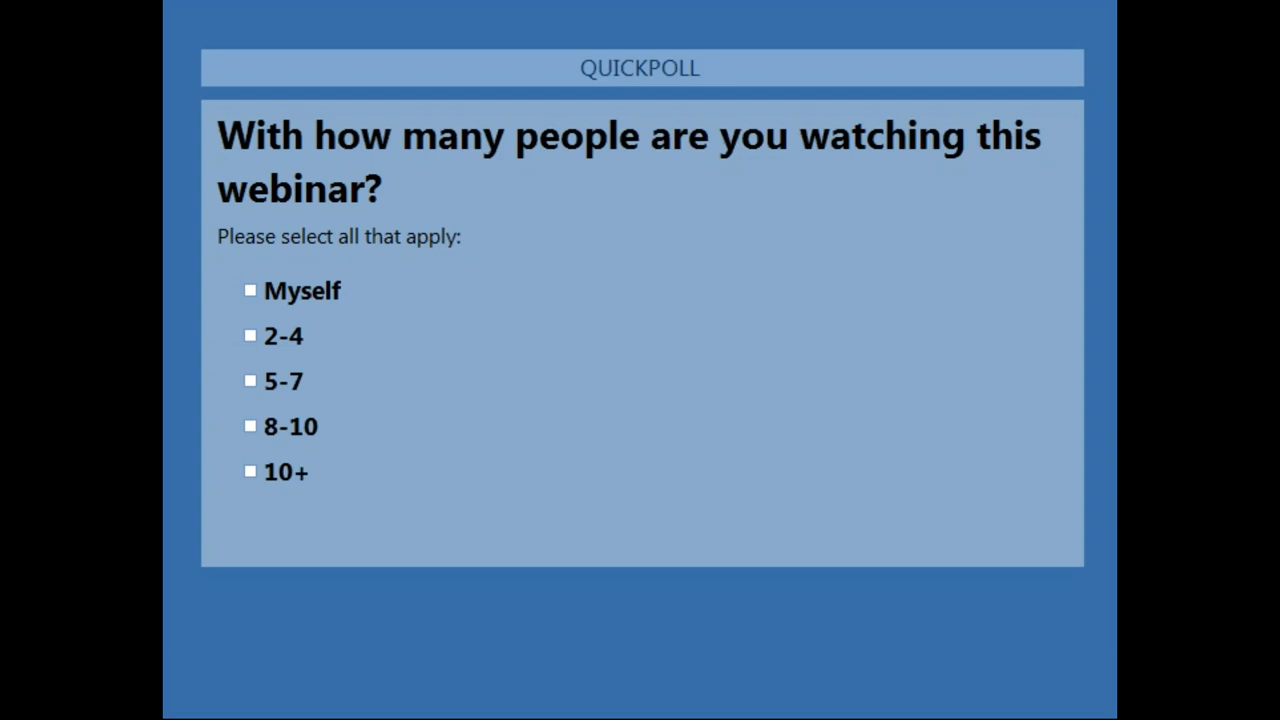 QUICKPOLL
With how many people are you watching this
webinar?
Please select all that apply:
Myself
2-4
5-7
8-10
10+